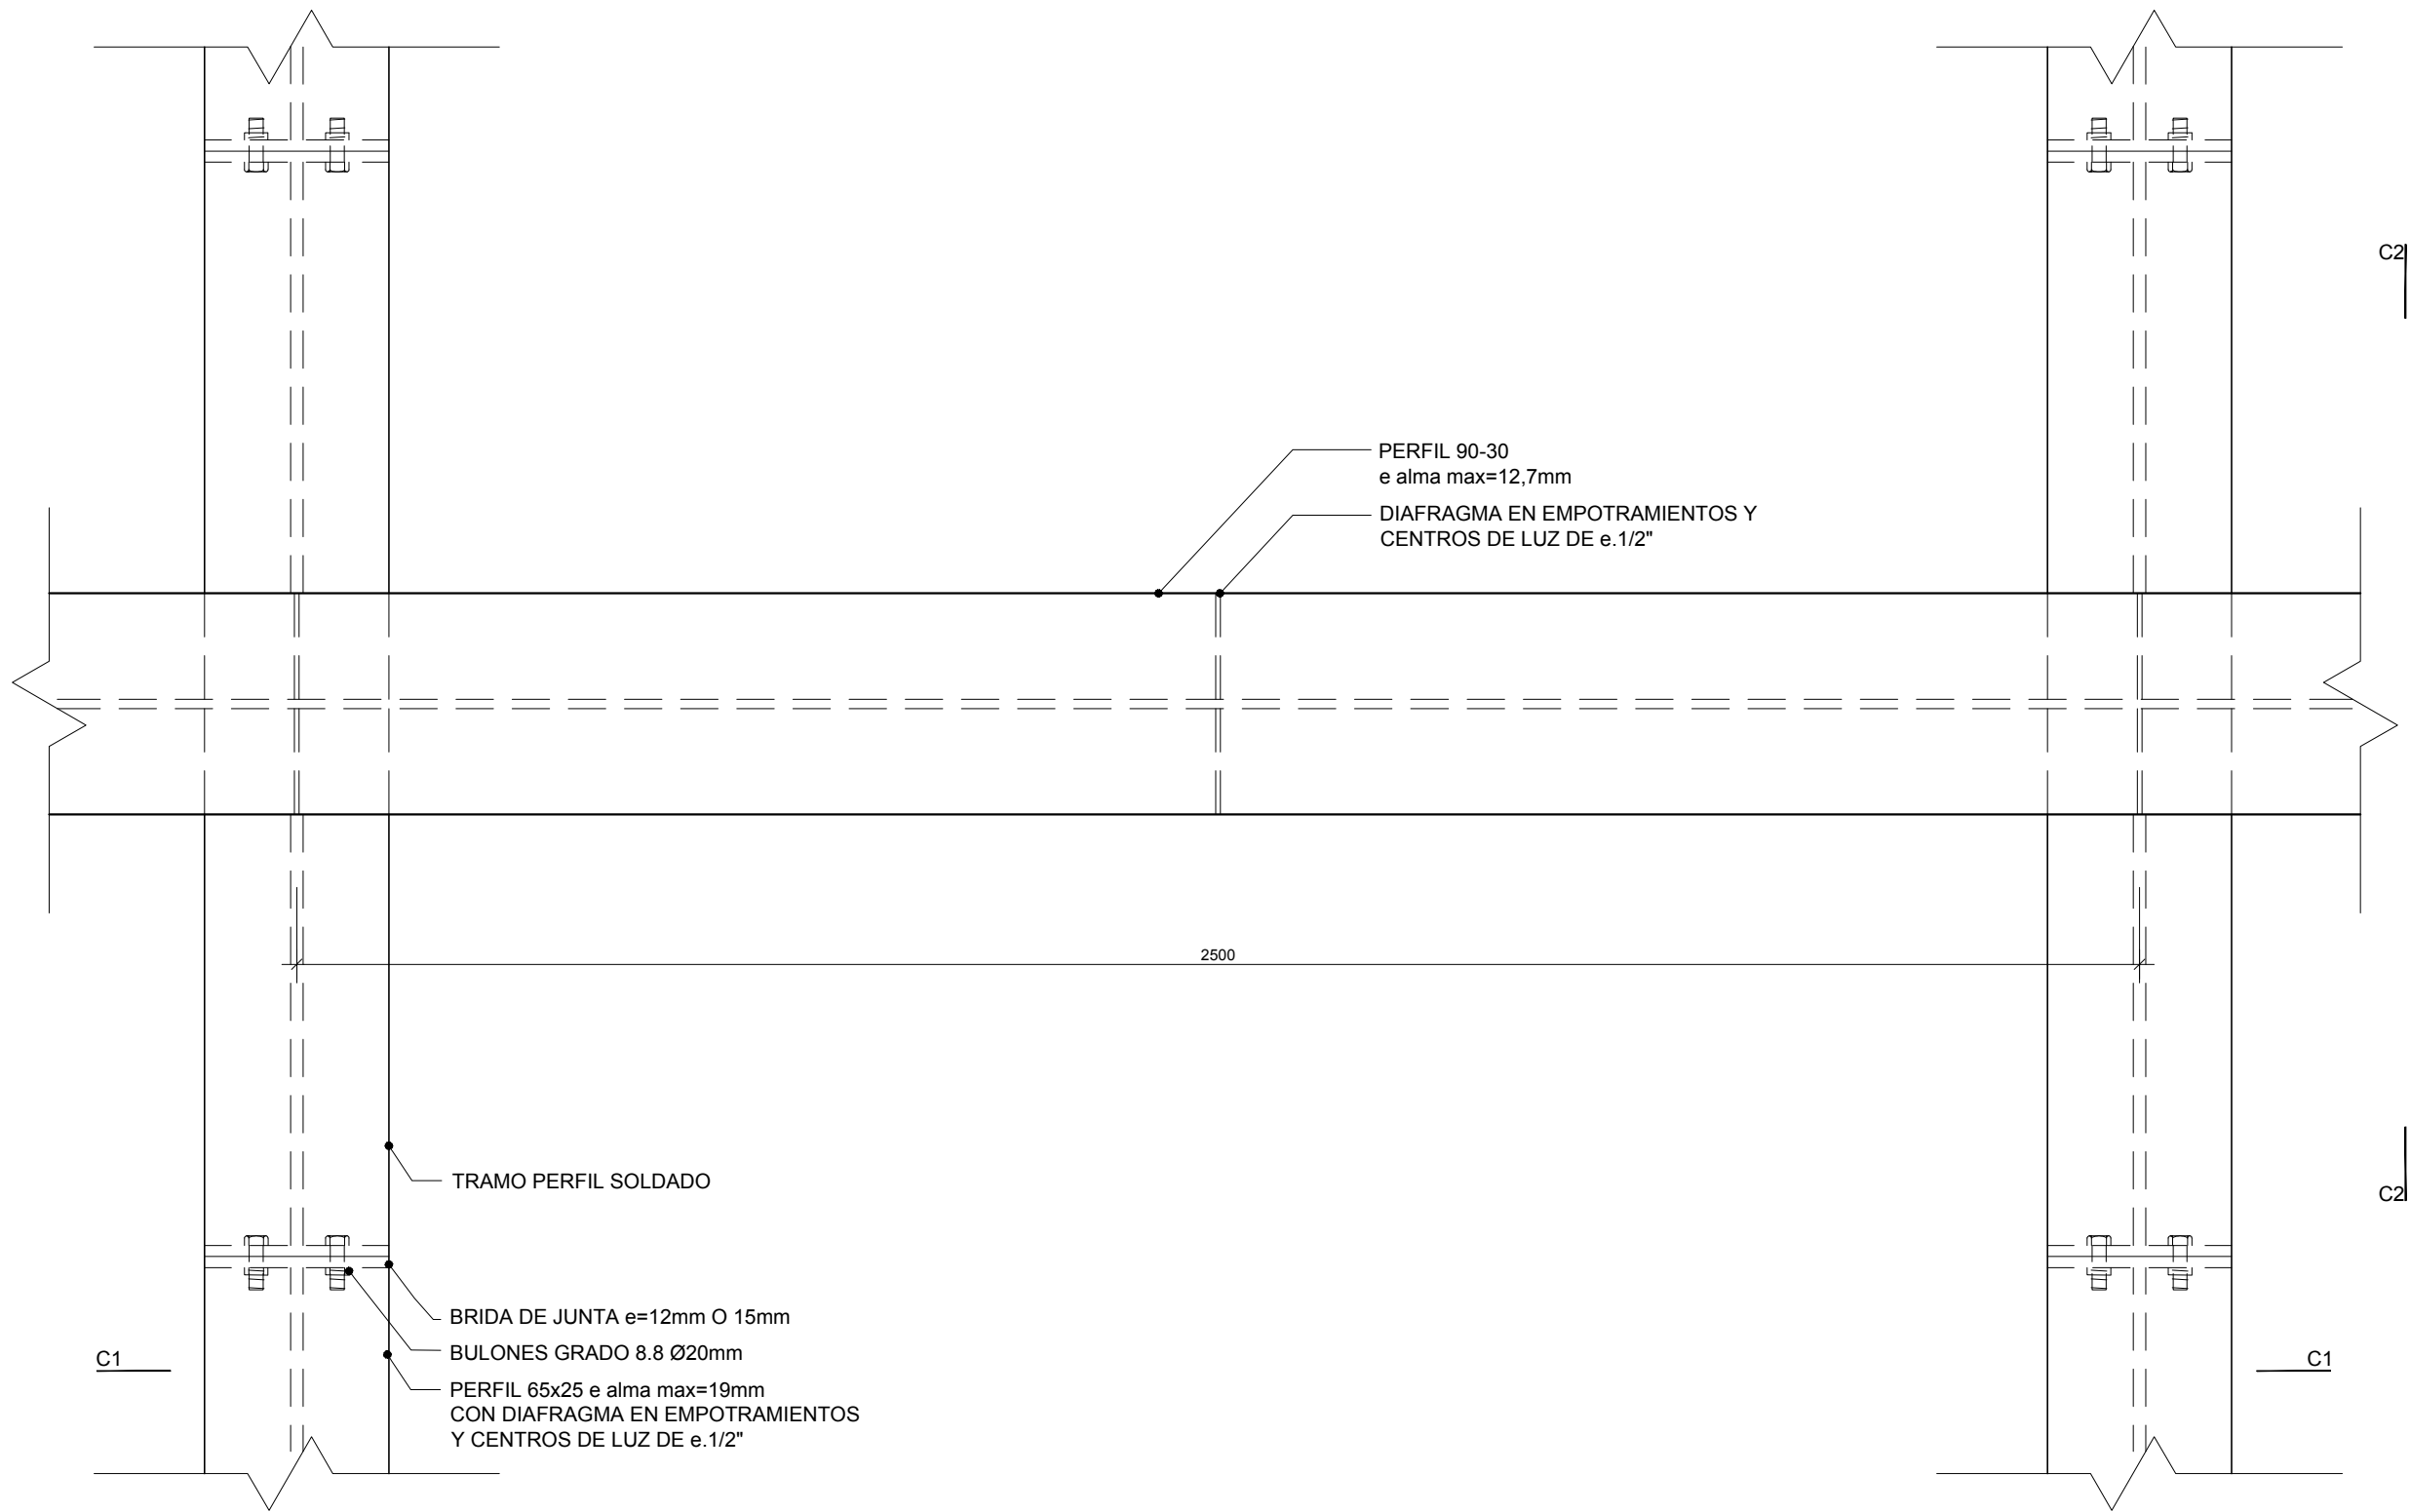 C2
PERFIL 90-30
e alma max=12,7mm
DIAFRAGMA EN EMPOTRAMIENTOS Y
CENTROS DE LUZ DE e.1/2"
2500
TRAMO PERFIL SOLDADO
C2
BRIDA DE JUNTA e=12mm O 15mm
BULONES GRADO 8.8 Ø20mm
C1
C1
PERFIL 65x25 e alma max=19mm
CON DIAFRAGMA EN EMPOTRAMIENTOS
Y CENTROS DE LUZ DE e.1/2"